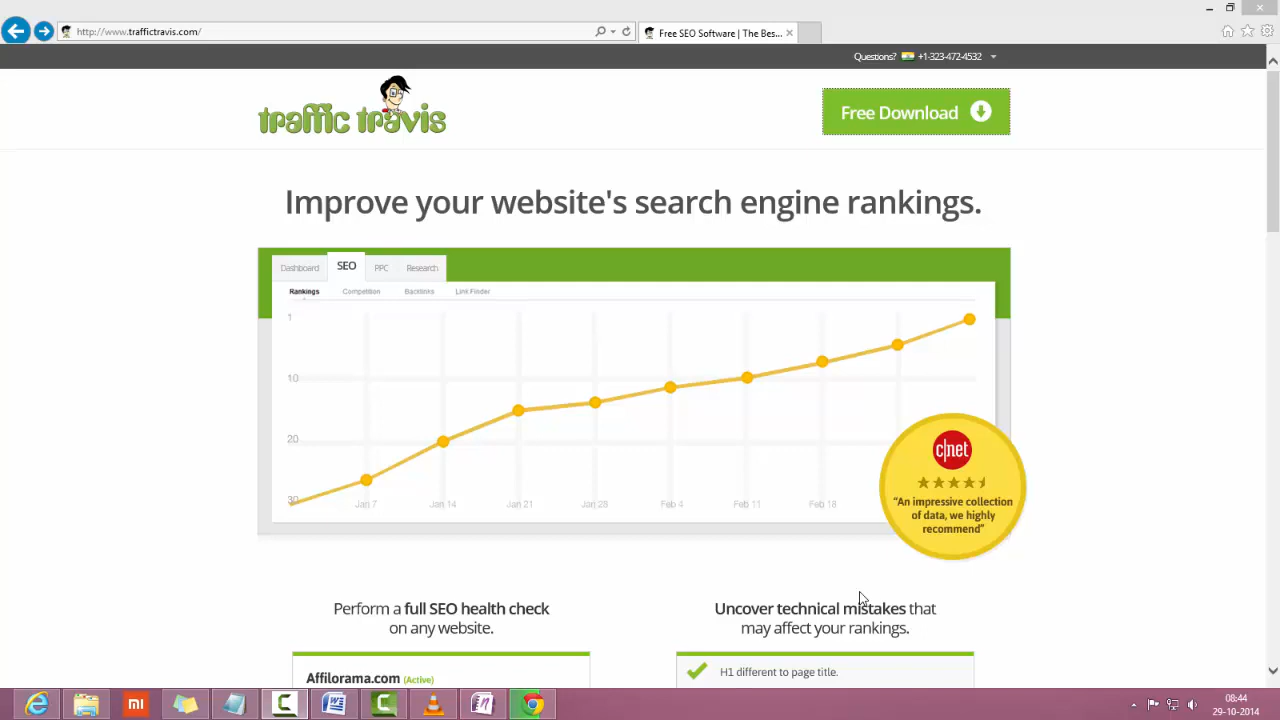 http://www.traffictravis.com/
Free SEO Software | The Bes...
Questions? +1-323-472-4532
traffic travis
Free Download
Improve your website's search engine rankings.
Dashboard SEO PPC Research
Rankings Competition Backlinks Link Finder
1
10
20
30
Jan 7 Jan 14 Jan 21 Jan 28 Feb 4 Feb 11 Feb 18
c|net
"An impressive collection
of data, we highly
recommend"
Perform a full SEO health check
on any website.
Uncover technical mistakes that
may affect your rankings.
Affilorama.com (Active)
H1 different to page title.
08:44
29-10-2014